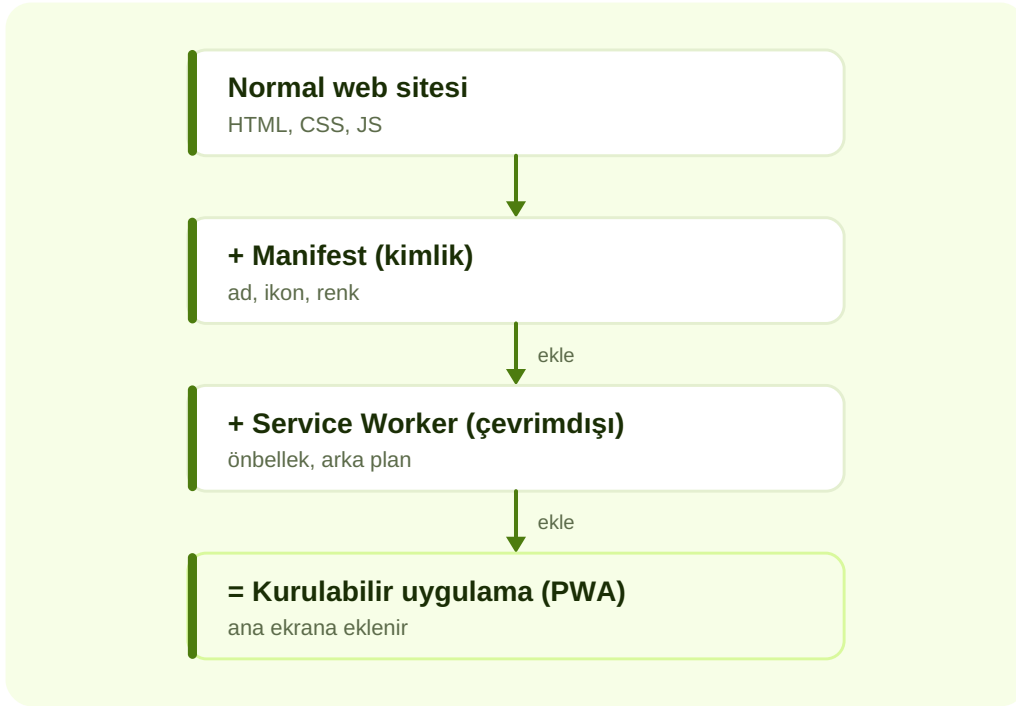 Normal web sitesi
HTML, CSS, JS
+ Manifest (kimlik)
ad, ikon, renk
ekle
+ Service Worker (çevrimdışı)
önbellek, arka plan
ekle
= Kurulabilir uygulama (PWA)
ana ekrana eklenir